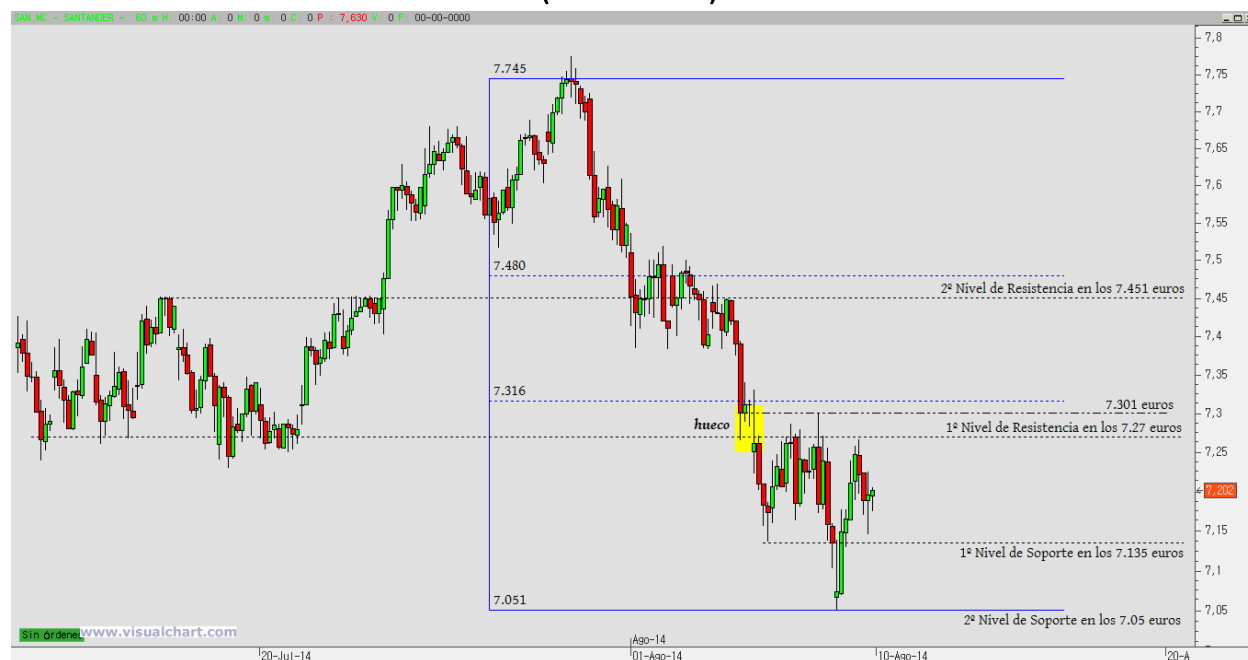 SAN.MC - SANTANDER - 60 m H: 00:00 A: 0 M: 0 m: 0 C: 0 P : 7,630 V: 0 F: 00-00-0000
7,8
7.745
7,75
7,7
7,65
7,6
7,55
7,5
7.480
2º Nivel de Resistencia en los 7.451 euros
7,45
7,4
7,35
7.316
7.301 euros
7,3
hueco
1º Nivel de Resistencia en los 7.27 euros
7,25
7,202
7,15
1º Nivel de Soporte en los 7.135 euros
7,1
7.051
7,05
2º Nivel de Soporte en los 7.05 euros
Sin órdenes
www.visualchart.com
Ago-14
20-Jul-14
01-Ago-14
10-Ago-14
20-A